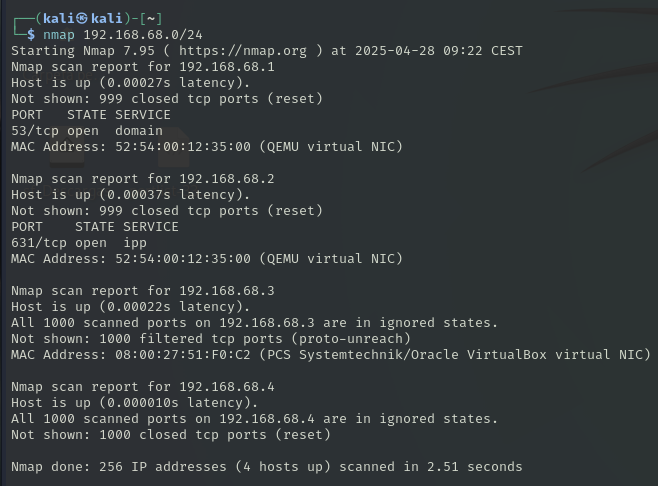 ┌──(kali㉿kali)-[~]
└─$ nmap 192.168.68.0/24
Starting Nmap 7.95 ( https://nmap.org ) at 2025-04-28 09:22 CEST
Nmap scan report for 192.168.68.1
Host is up (0.00027s latency).
Not shown: 999 closed tcp ports (reset)
PORT   STATE SERVICE
53/tcp open  domain
MAC Address: 52:54:00:12:35:00 (QEMU virtual NIC)

Nmap scan report for 192.168.68.2
Host is up (0.00037s latency).
Not shown: 999 closed tcp ports (reset)
PORT    STATE SERVICE
631/tcp open  ipp
MAC Address: 52:54:00:12:35:00 (QEMU virtual NIC)

Nmap scan report for 192.168.68.3
Host is up (0.00022s latency).
All 1000 scanned ports on 192.168.68.3 are in ignored states.
Not shown: 1000 filtered tcp ports (proto-unreach)
MAC Address: 08:00:27:51:F0:C2 (PCS Systemtechnik/Oracle VirtualBox virtual NIC)

Nmap scan report for 192.168.68.4
Host is up (0.000010s latency).
All 1000 scanned ports on 192.168.68.4 are in ignored states.
Not shown: 1000 closed tcp ports (reset)

Nmap done: 256 IP addresses (4 hosts up) scanned in 2.51 seconds